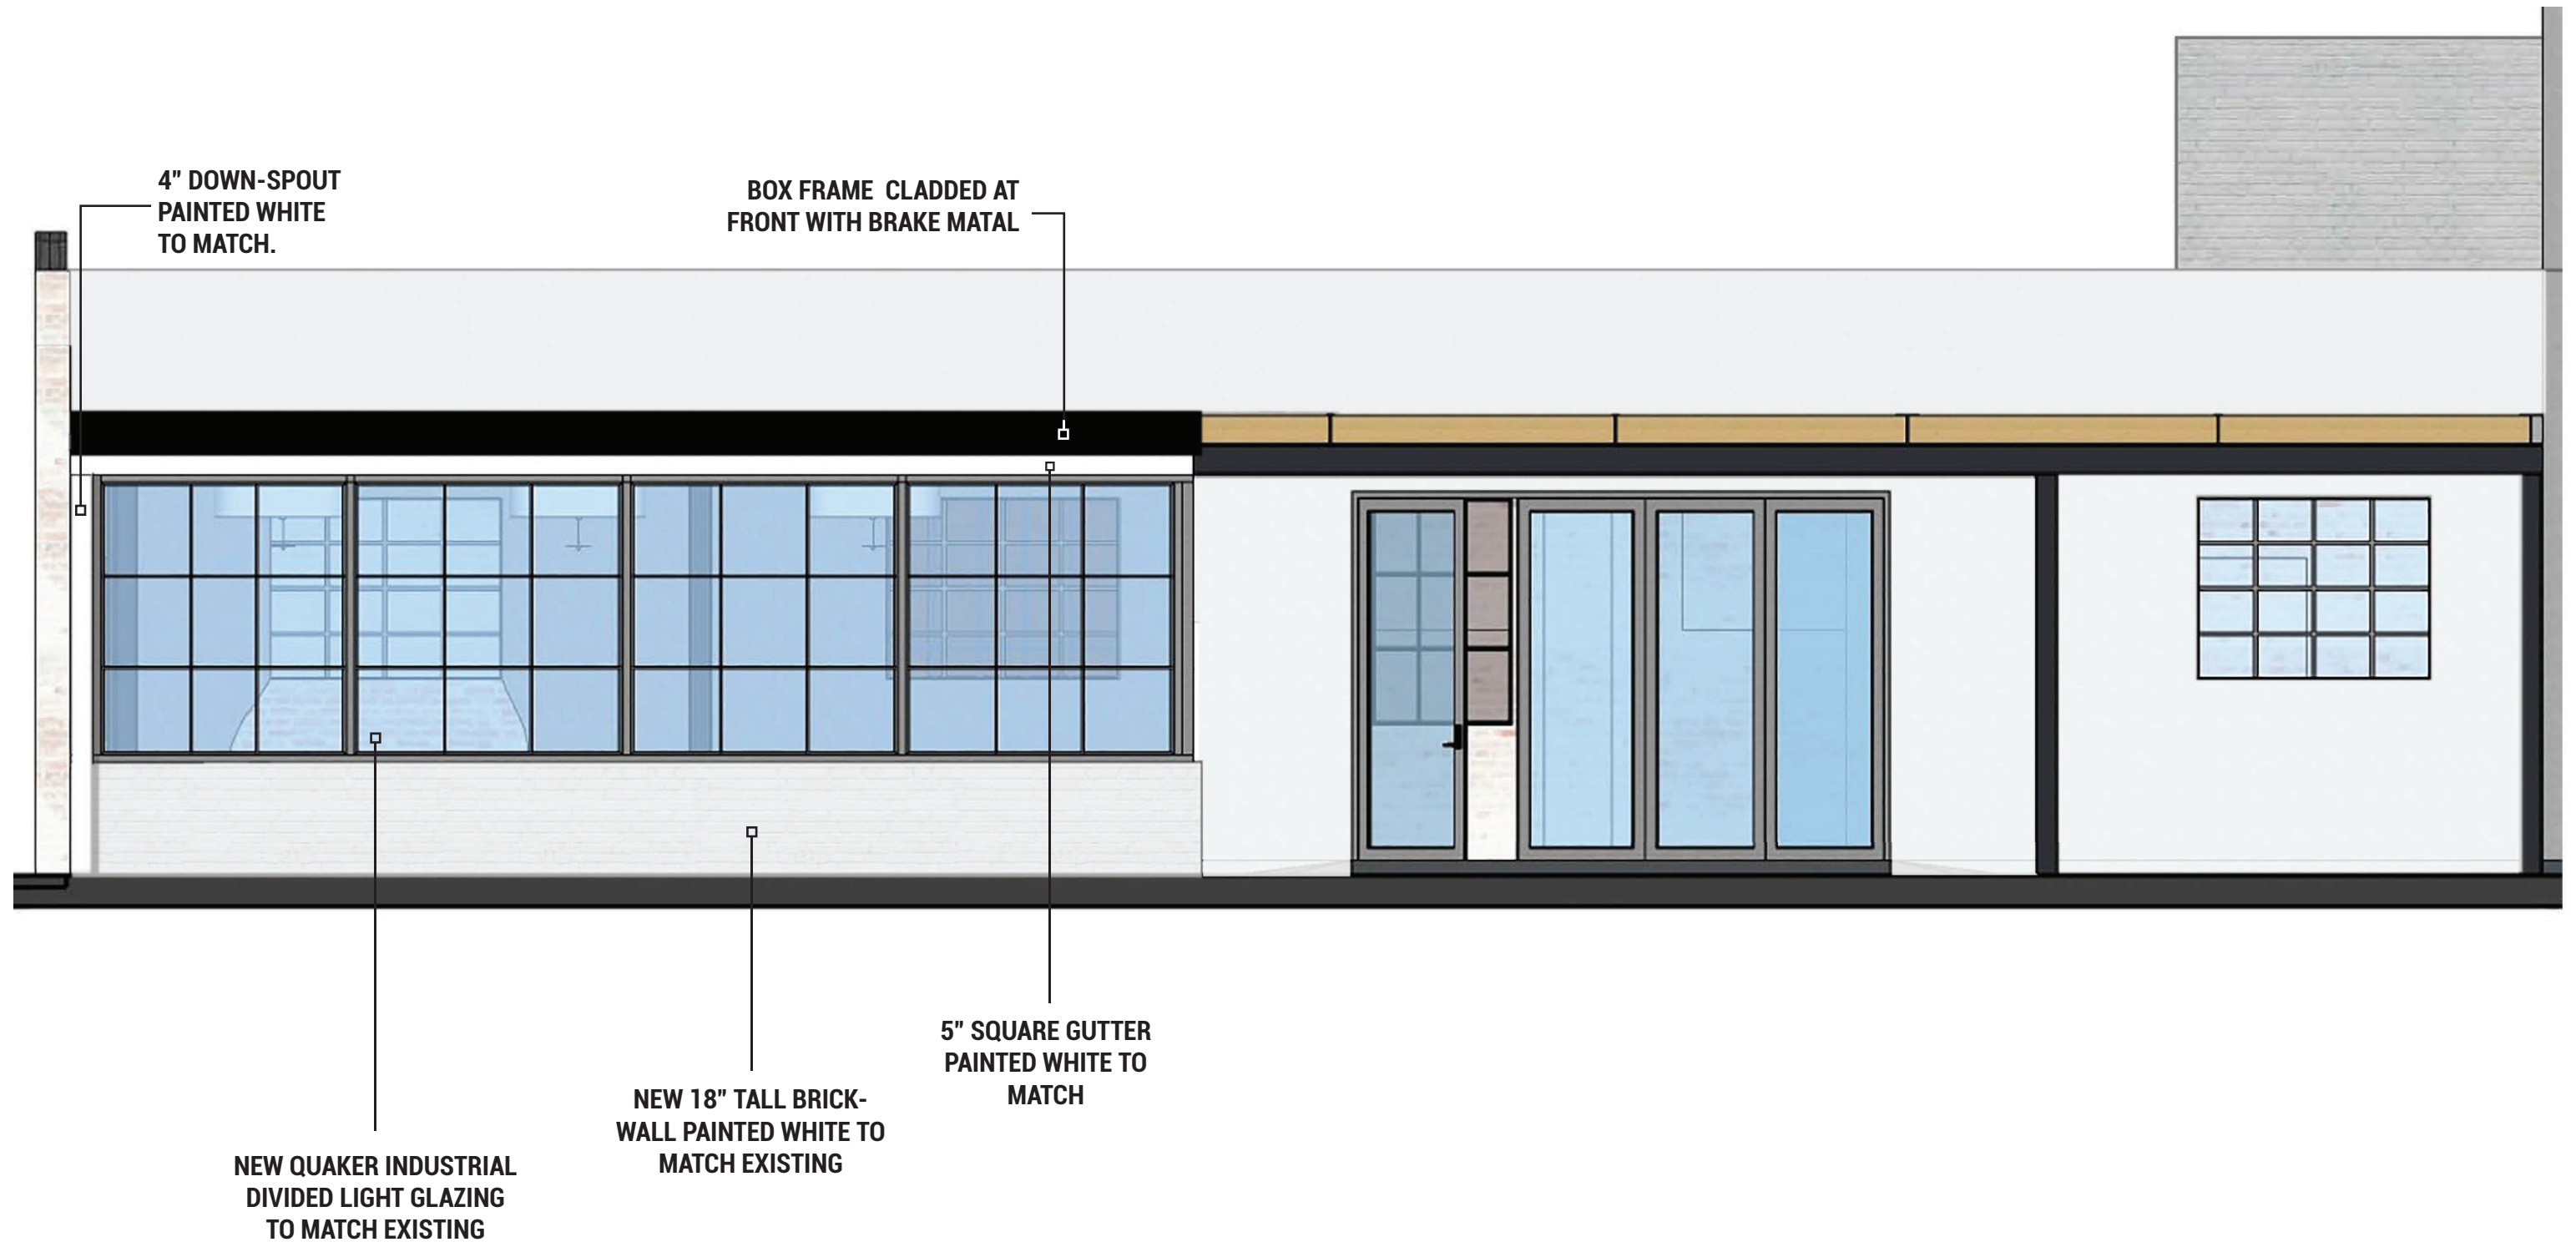 4" DOWN-SPOUT
PAINTED WHITE
TO MATCH.
BOX FRAME  CLADDED AT
FRONT WITH BRAKE MATAL
5" SQUARE GUTTER
PAINTED WHITE TO
MATCH
NEW 18" TALL BRICK-
WALL PAINTED WHITE TO
MATCH EXISTING
NEW QUAKER INDUSTRIAL
DIVIDED LIGHT GLAZING
TO MATCH EXISTING